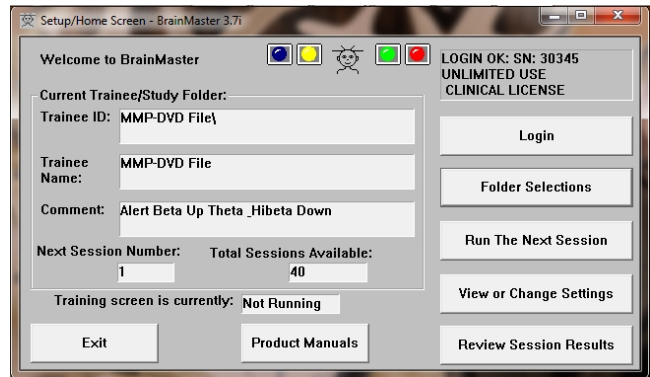 Setup/Home Screen - BrainMaster 3.7i
Welcome to BrainMaster
LOGIN OK: SN: 30345
UNLIMITED USE
CLINICAL LICENSE
Current Trainee/Study Folder:
Trainee ID: MMP-DVD File\
Trainee
Name: MMP-DVD File
Comment: Alert Beta Up Theta _Hibeta Down
Next Session Number: Total Sessions Available:
1 40
Training screen is currently: Not Running
Exit
Product Manuals
Login
Folder Selections
Run The Next Session
View or Change Settings
Review Session Results